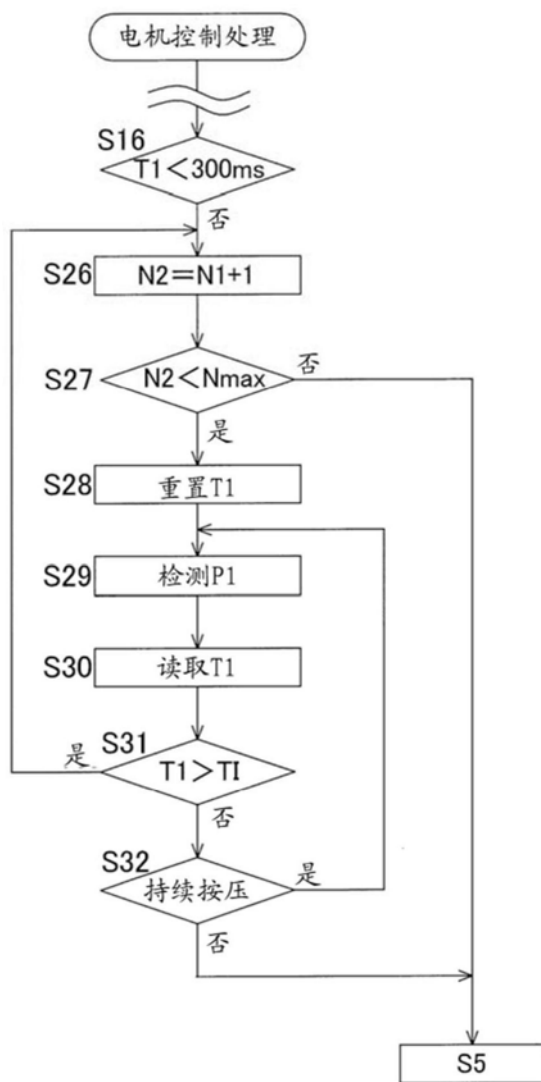 电机控制处理
S16
T1＜300ms
否
S26
N2＝N1+1
S27
N2＜Nmax
否
是
S28
重置T1
S29
检测P1
S30
读取T1
S31
是
T1＞TI
否
S32
持续按压
是
否
S5